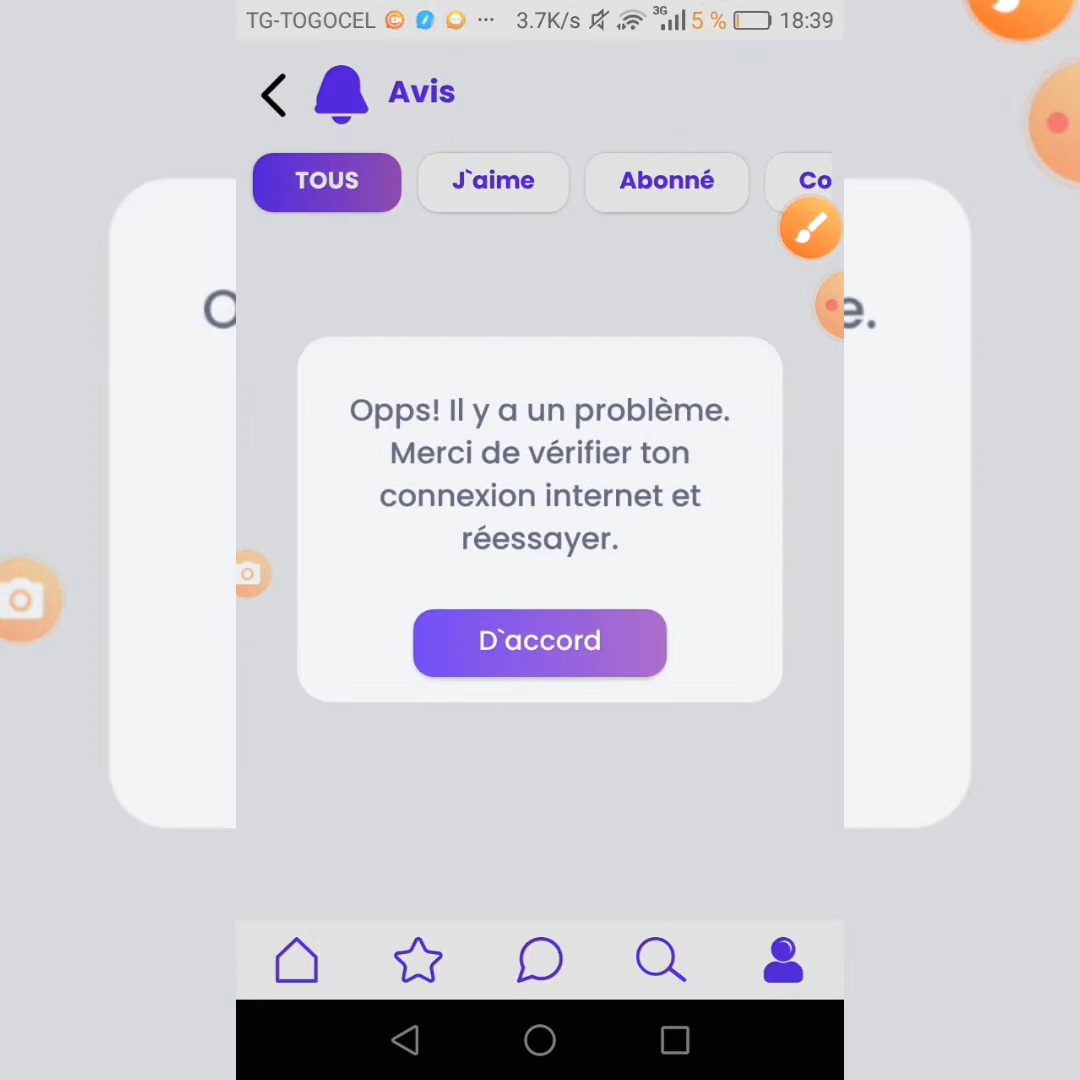 TG-TOGOCEL ... 3.7K/s 3G 5 % 18:39
Avis
TOUS J`aime Abonné Co
Opps! Il y a un problème.
Merci de vérifier ton
connexion internet et
réessayer.
D`accord
e.